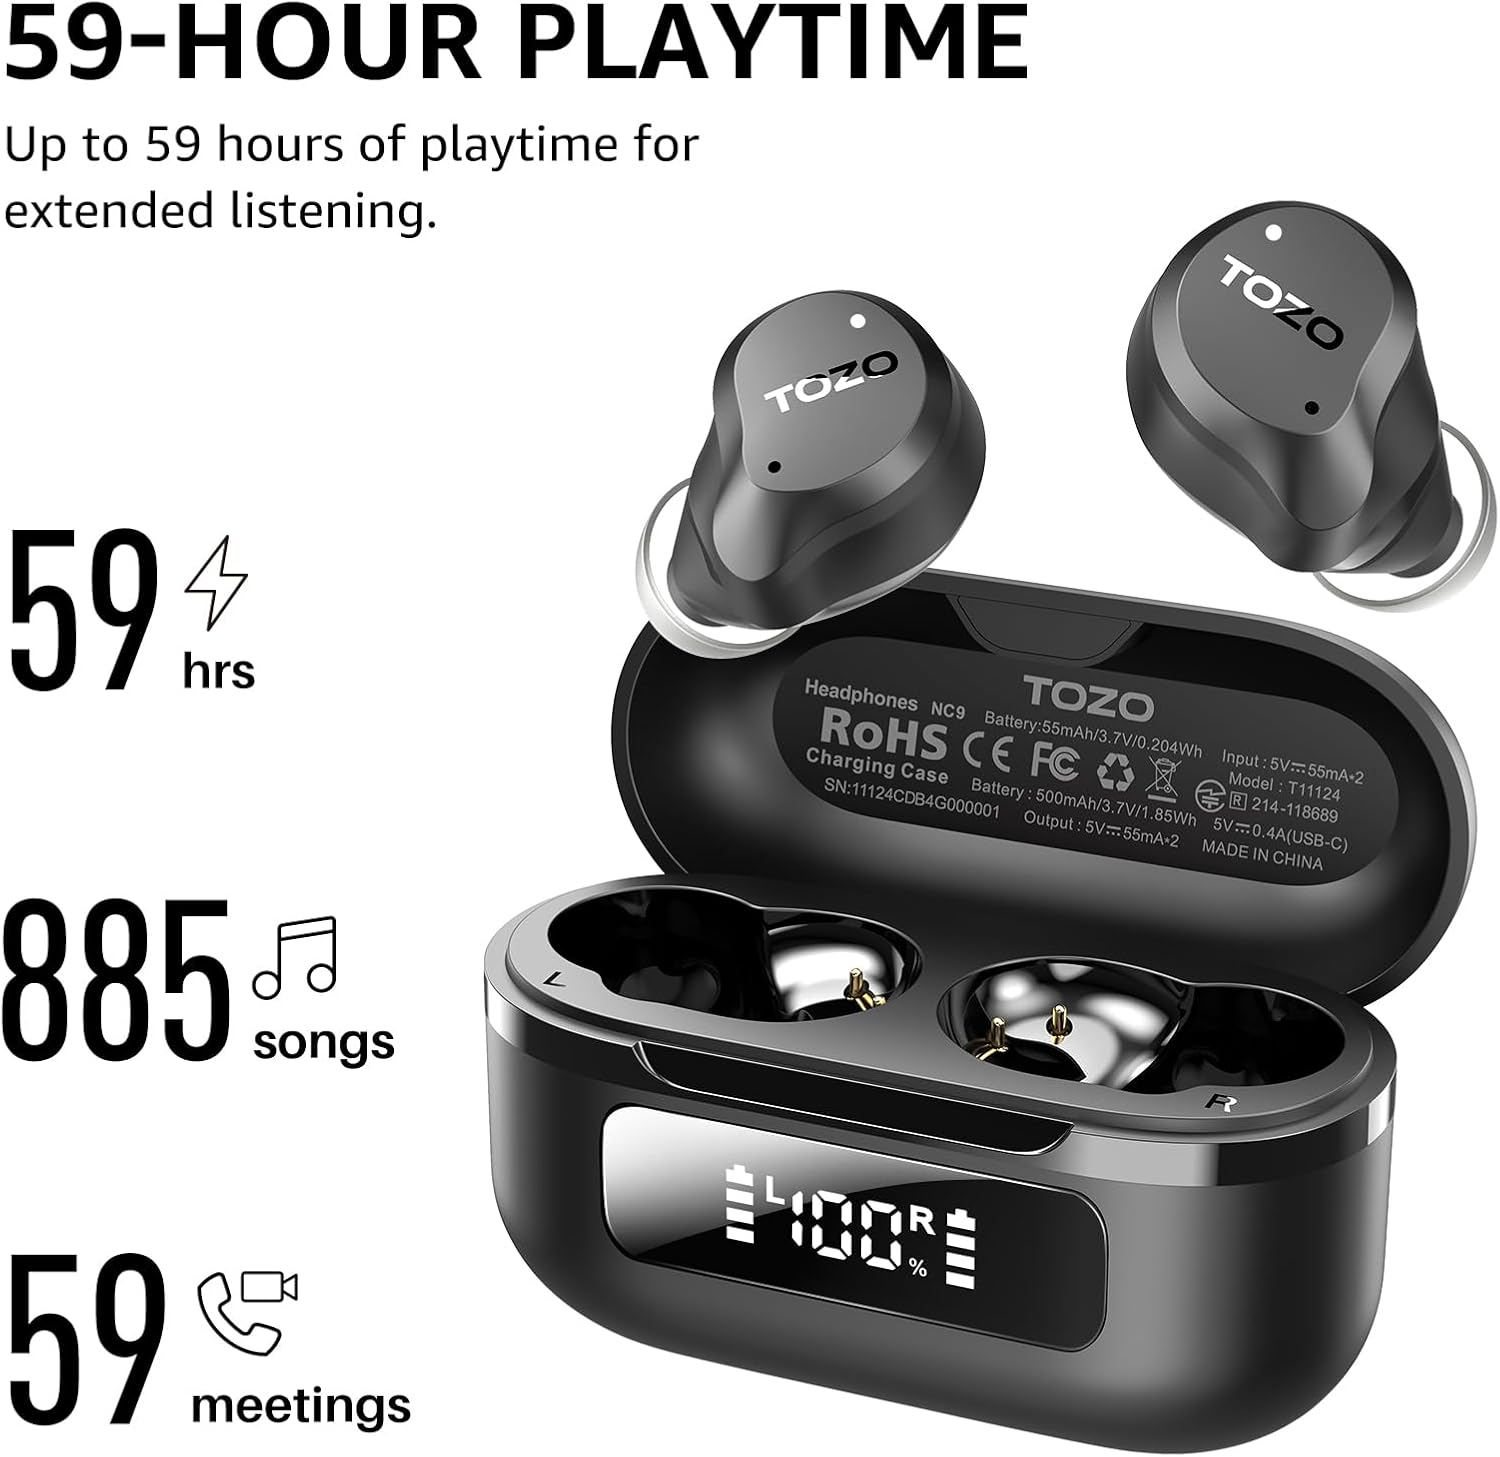 59-HOUR PLAYTIME
Up to 59 hours of playtime for
extended listening.
TOZO
TOZO
59 hrs
885 songs
59 meetings
TOZO
Headphones NC9 Battery:55mAh/3.7V/0.204Wh Input : 5V⎓55mA*2
RoHS CE FC Model : T11124
R 214-118689
Charging Case Battery : 500mAh/3.7V/1.85Wh 5V⎓0.4A(USB-C)
SN:11124CDB4G000001 Output : 5V⎓55mA*2 MADE IN CHINA
L
R
L 100 % R